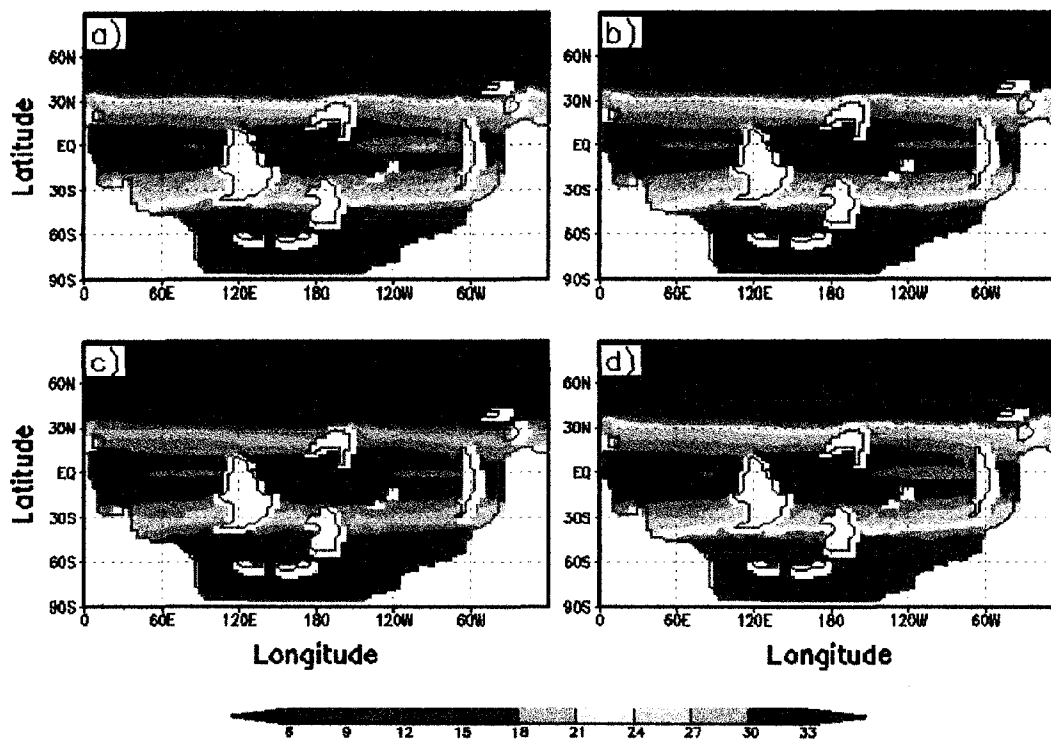 a) b)
60N 60N
30N 30N
EQ EQ
30S 30S
60S 60S
90S 90S
Latitude
0 60E 120E 180 120W 60W 0 60E 120E 180 120W 60W
c) d)
60N 60N
30N 30N
EQ EQ
30S 30S
60S 60S
90S 90S
Latitude
0 60E 120E 180 120W 60W 0 60E 120E 180 120W 60W
Longitude Longitude
9 12 15 18 21 24 27 30 33